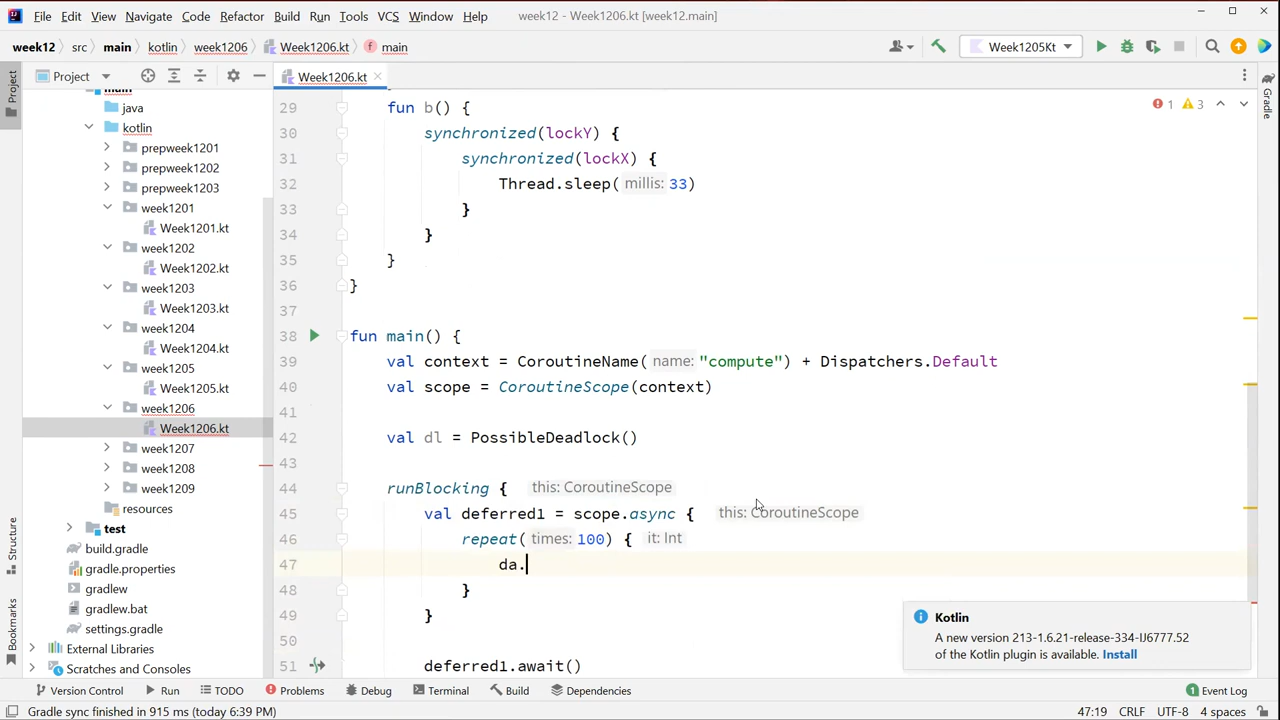 File Edit View Navigate Code Refactor Build Run Tools VCS Window Help week12 - Week1206.kt [week12.main]
week12 src main kotlin week1206 Week1206.kt main Week1205Kt
Project Week1206.kt
Project
Structure
Bookmarks
main
java
kotlin
prepweek1201
prepweek1202
prepweek1203
week1201
Week1201.kt
week1202
Week1202.kt
week1203
Week1203.kt
week1204
Week1204.kt
week1205
Week1205.kt
week1206
Week1206.kt
week1207
week1208
week1209
resources
test
build.gradle
gradle.properties
gradlew
gradlew.bat
settings.gradle
External Libraries
Scratches and Consoles
1 3
29 fun b() {
30 synchronized(lockY) {
31 synchronized(lockX) {
32 Thread.sleep( millis: 33)
33 }
34 }
35 }
36 }
37
38 fun main() {
39 val context = CoroutineName( name: "compute") + Dispatchers.Default
40 val scope = CoroutineScope(context)
41
42 val dl = PossibleDeadlock()
43
44 runBlocking { this: CoroutineScope
45 val deferred1 = scope.async { this: CoroutineScope
46 repeat( times: 100) { it: Int
47 da.
48 }
49 }
50
51 deferred1.await()
Gradle
Kotlin
A new version 213-1.6.21-release-334-IJ6777.52
of the Kotlin plugin is available. Install
Version Control Run TODO Problems Debug Terminal Build Dependencies 1 Event Log
Gradle sync finished in 915 ms (today 6:39 PM) 47:19 CRLF UTF-8 4 spaces